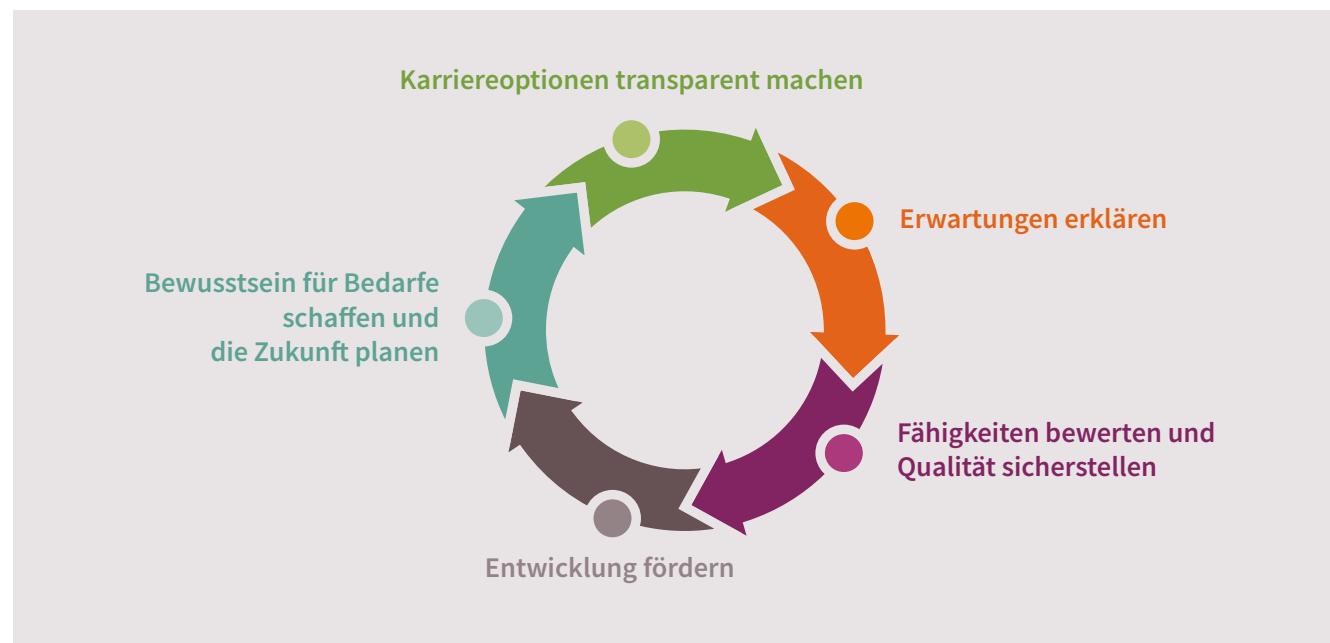 Karriereoptionen transparent machen
Erwartungen erklären
Bewusstsein für Bedarfe
schaffen und
die Zukunft planen
Fähigkeiten bewerten und
Qualität sicherstellen
Entwicklung fördern